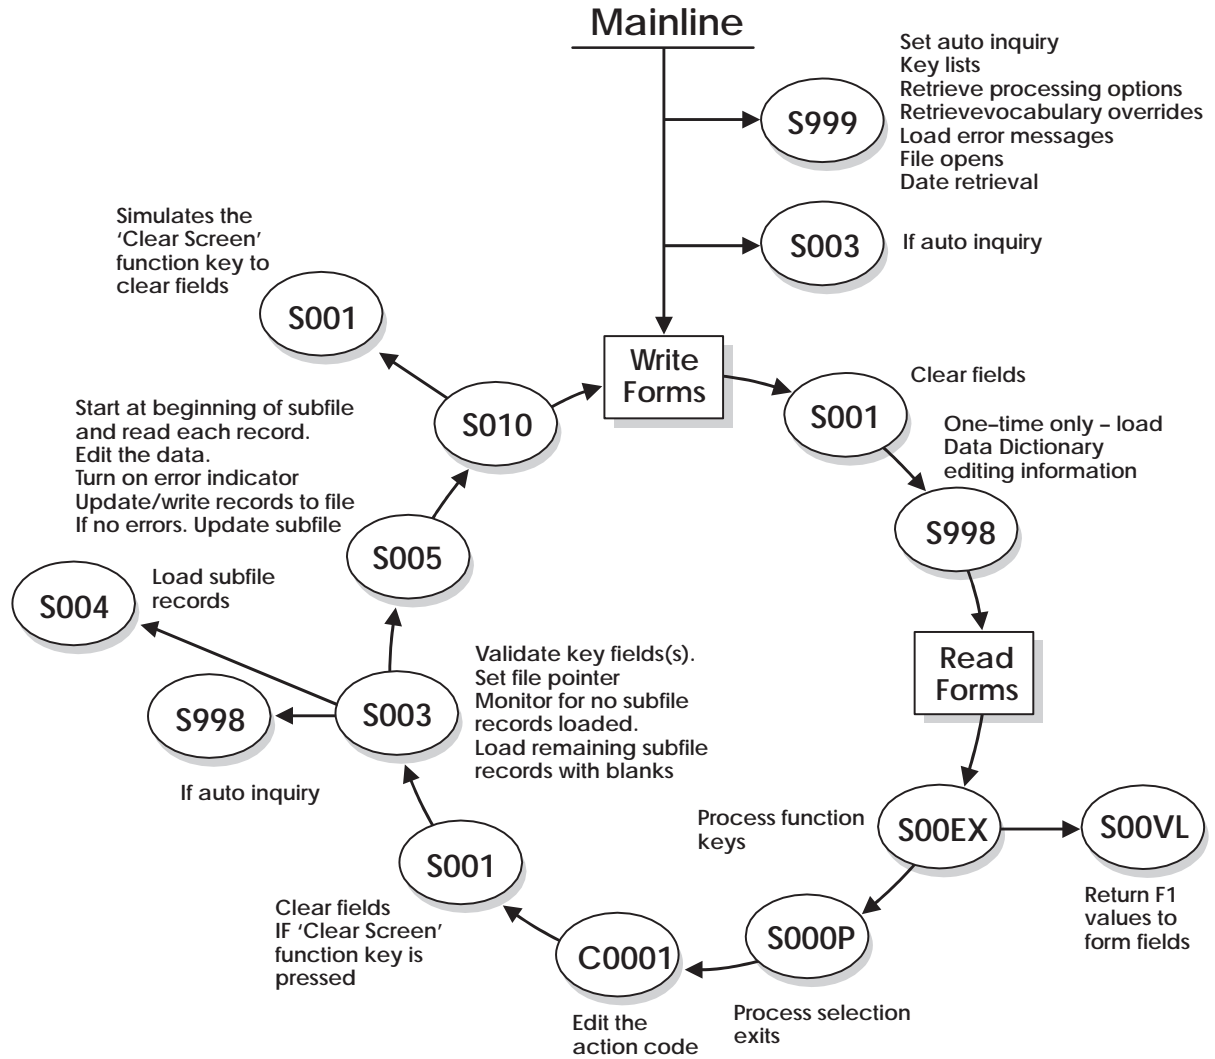 Mainline
Set auto inquiry
Key lists
Retrieve processing options
Retrievevocabulary overrides
Load error messages
File opens
Date retrieval
S999
S003
If auto inquiry
Simulates the
‘Clear Screen’
function key to
clear fields
S001
Write
Forms
Clear fields
S001
S010
One–time only – load
Data Dictionary
editing information
Start at beginning of subfile
and read each record.
Edit the data.
Turn on error indicator
Update/write records to file
If no errors. Update subfile
S998
S005
Load subfile
records
S004
Read
Forms
Validate key fields(s).
Set file pointer
Monitor for no subfile
records loaded.
Load remaining subfile
records with blanks
S003
S998
If auto inquiry
Process function
keys
S00EX
S00VL
Return F1
values to
form fields
S001
Clear fields
IF ‘Clear Screen’
function key is
pressed
S000P
C0001
Process selection
exits
Edit the
action code